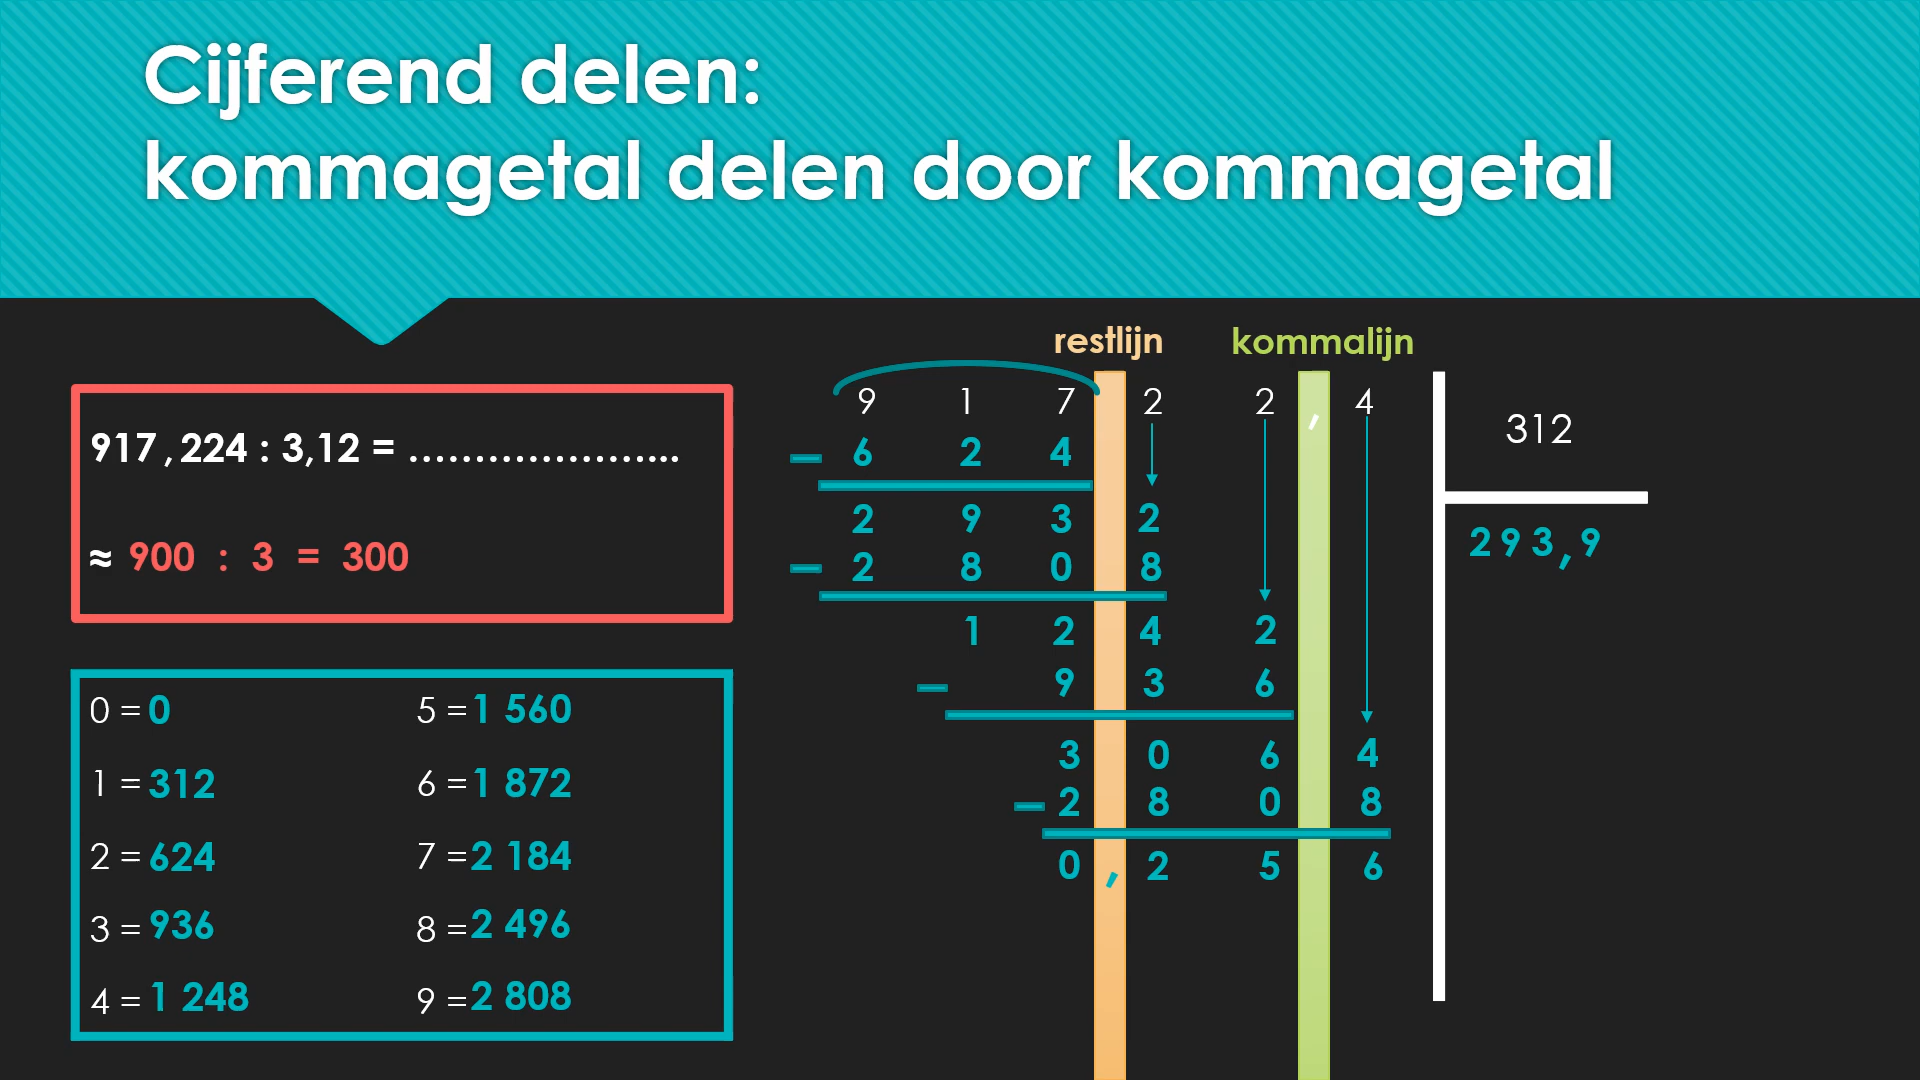 Cijferend delen:
kommagetal delen door kommagetal
917,224 : 3,12 = …………………...
≈ 900 : 3 = 300
0 = 0
1 = 312
2 = 624
3 = 936
4 = 1 248
5 = 1 560
6 = 1 872
7 = 2 184
8 = 2 496
9 = 2 808
restlijn kommalijn
9 1 7 2 2 , 4
312
293,9
– 6 2 4
2 9 3 2
– 2 8 0 8
1 2 4 2
– 9 3 6
3 0 6 4
– 2 8 0 8
0 , 2 5 6